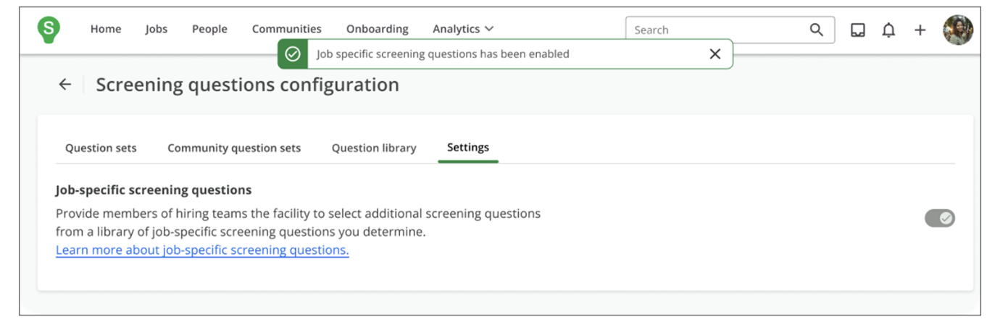 S
Home Jobs People Communities Onboarding Analytics Search
Job specific screening questions has been enabled
Screening questions configuration
Question sets Community question sets Question library Settings
Job-specific screening questions
Provide members of hiring teams the facility to select additional screening questions
from a library of job-specific screening questions you determine.
Learn more about job-specific screening questions.